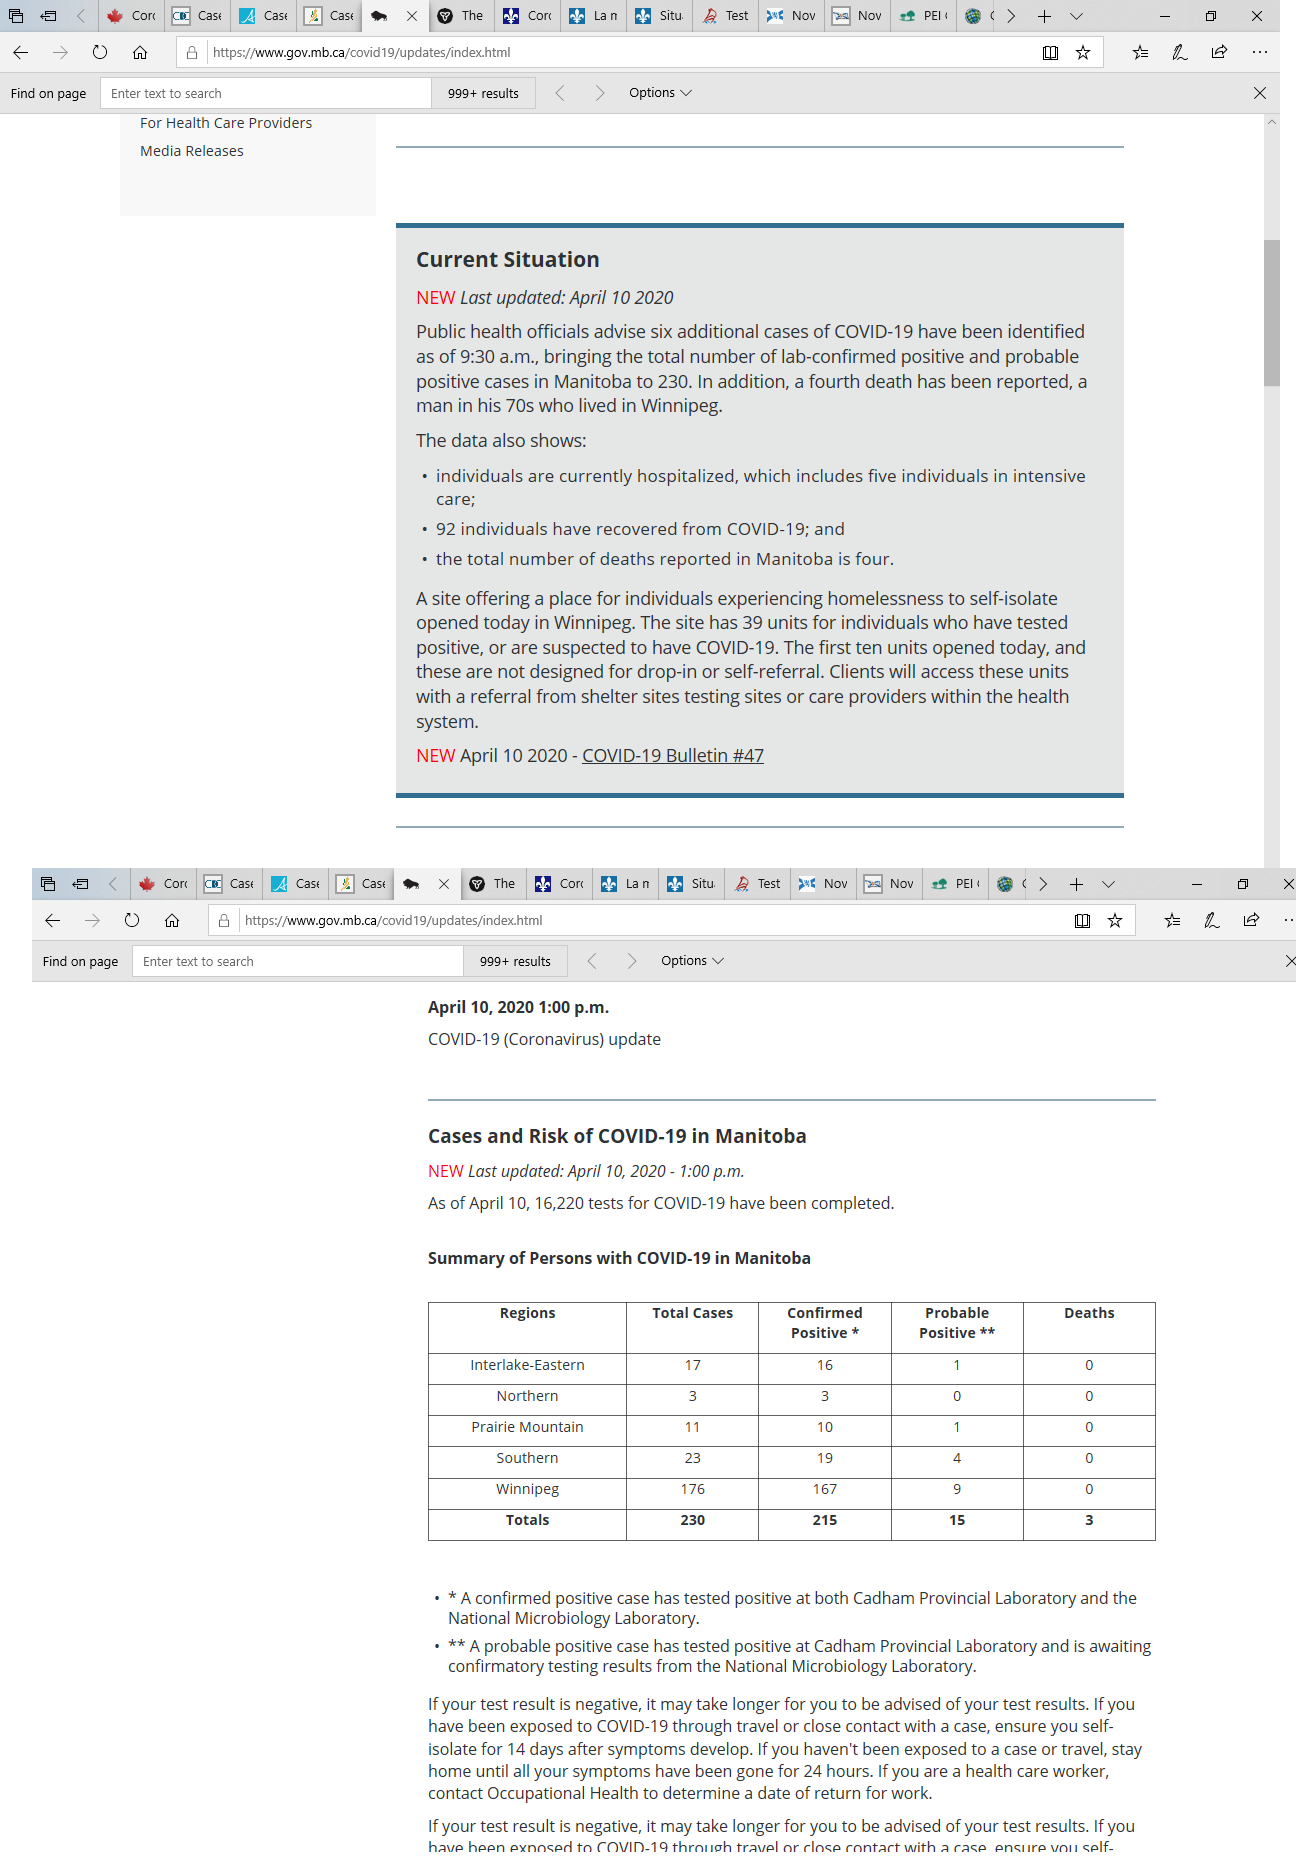 Corc
Case
Case
Case
The
Corc
La m
Situ
Test
Nov
Nov
PEI
https://www.gov.mb.ca/covid19/updates/index.html
Find on page
Enter text to search
999+ results
Options
For Health Care Providers
Media Releases
Current Situation
NEW Last updated: April 10 2020
Public health officials advise six additional cases of COVID-19 have been identified
as of 9:30 a.m., bringing the total number of lab-confirmed positive and probable
positive cases in Manitoba to 230. In addition, a fourth death has been reported, a
man in his 70s who lived in Winnipeg.
The data also shows:
• individuals are currently hospitalized, which includes five individuals in intensive
care;
• 92 individuals have recovered from COVID-19; and
• the total number of deaths reported in Manitoba is four.
A site offering a place for individuals experiencing homelessness to self-isolate
opened today in Winnipeg. The site has 39 units for individuals who have tested
positive, or are suspected to have COVID-19. The first ten units opened today, and
these are not designed for drop-in or self-referral. Clients will access these units
with a referral from shelter sites testing sites or care providers within the health
system.
NEW April 10 2020 - COVID-19 Bulletin #47
Corc
Case
Case
Case
The
Corc
La m
Situ
Test
Nov
Nov
PEI
https://www.gov.mb.ca/covid19/updates/index.html
Find on page
Enter text to search
999+ results
Options
April 10, 2020 1:00 p.m.
COVID-19 (Coronavirus) update
Cases and Risk of COVID-19 in Manitoba
NEW Last updated: April 10, 2020 - 1:00 p.m.
As of April 10, 16,220 tests for COVID-19 have been completed.
Summary of Persons with COVID-19 in Manitoba
Regions Total Cases Confirmed Positive * Probable Positive ** Deaths
Interlake-Eastern 17 16 1 0
Northern 3 3 0 0
Prairie Mountain 11 10 1 0
Southern 23 19 4 0
Winnipeg 176 167 9 0
Totals 230 215 15 3
• * A confirmed positive case has tested positive at both Cadham Provincial Laboratory and the
National Microbiology Laboratory.
• ** A probable positive case has tested positive at Cadham Provincial Laboratory and is awaiting
confirmatory testing results from the National Microbiology Laboratory.
If your test result is negative, it may take longer for you to be advised of your test results. If you
have been exposed to COVID-19 through travel or close contact with a case, ensure you self-
isolate for 14 days after symptoms develop. If you haven't been exposed to a case or travel, stay
home until all your symptoms have been gone for 24 hours. If you are a health care worker,
contact Occupational Health to determine a date of return for work.
If your test result is negative, it may take longer for you to be advised of your test results. If you
have been exposed to COVID-19 through travel or close contact with a case, ensure you self-